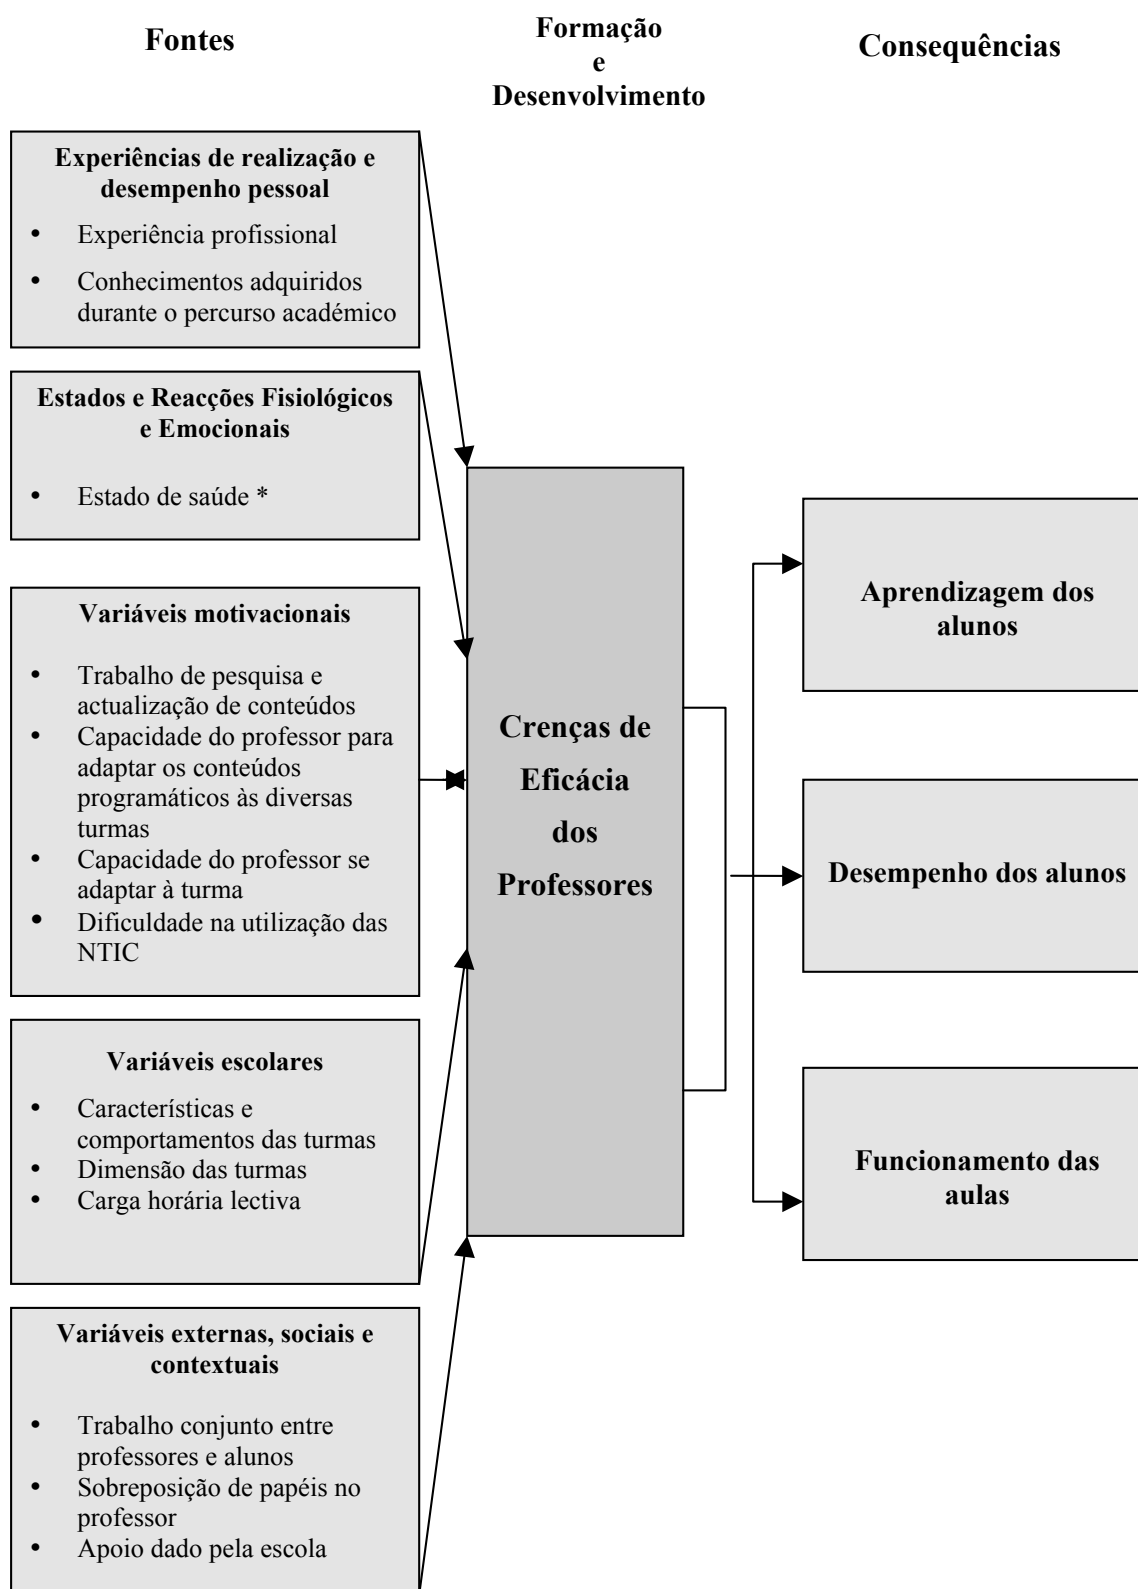 Fontes
Formação
e
Desenvolvimento
Consequências
Experiências de realização e
desempenho pessoal
• Experiência profissional
• Conhecimentos adquiridos
durante o percurso académico
Estados e Reacções Fisiológicos
e Emocionais
• Estado de saúde *
Variáveis motivacionais
• Trabalho de pesquisa e
actualização de conteúdos
• Capacidade do professor para
adaptar os conteúdos
programáticos às diversas
turmas
• Capacidade do professor se
adaptar à turma
• Dificuldade na utilização das
NTIC
Variáveis escolares
• Características e
comportamentos das turmas
• Dimensão das turmas
• Carga horária lectiva
Variáveis externas, sociais e
contextuais
• Trabalho conjunto entre
professores e alunos
• Sobreposição de papéis no
professor
• Apoio dado pela escola
Crenças de
Eficácia
dos
Professores
Aprendizagem dos
alunos
Desempenho dos alunos
Funcionamento das
aulas